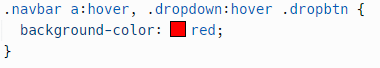 .navbar a:hover, .dropdown:hover .dropbtn {
  background-color: red;
}